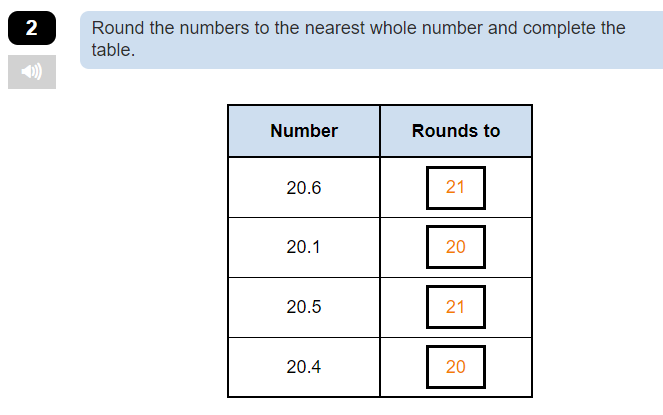 2
Round the numbers to the nearest whole number and complete the
table.
Number Rounds to
20.6 21
20.1 20
20.5 21
20.4 20